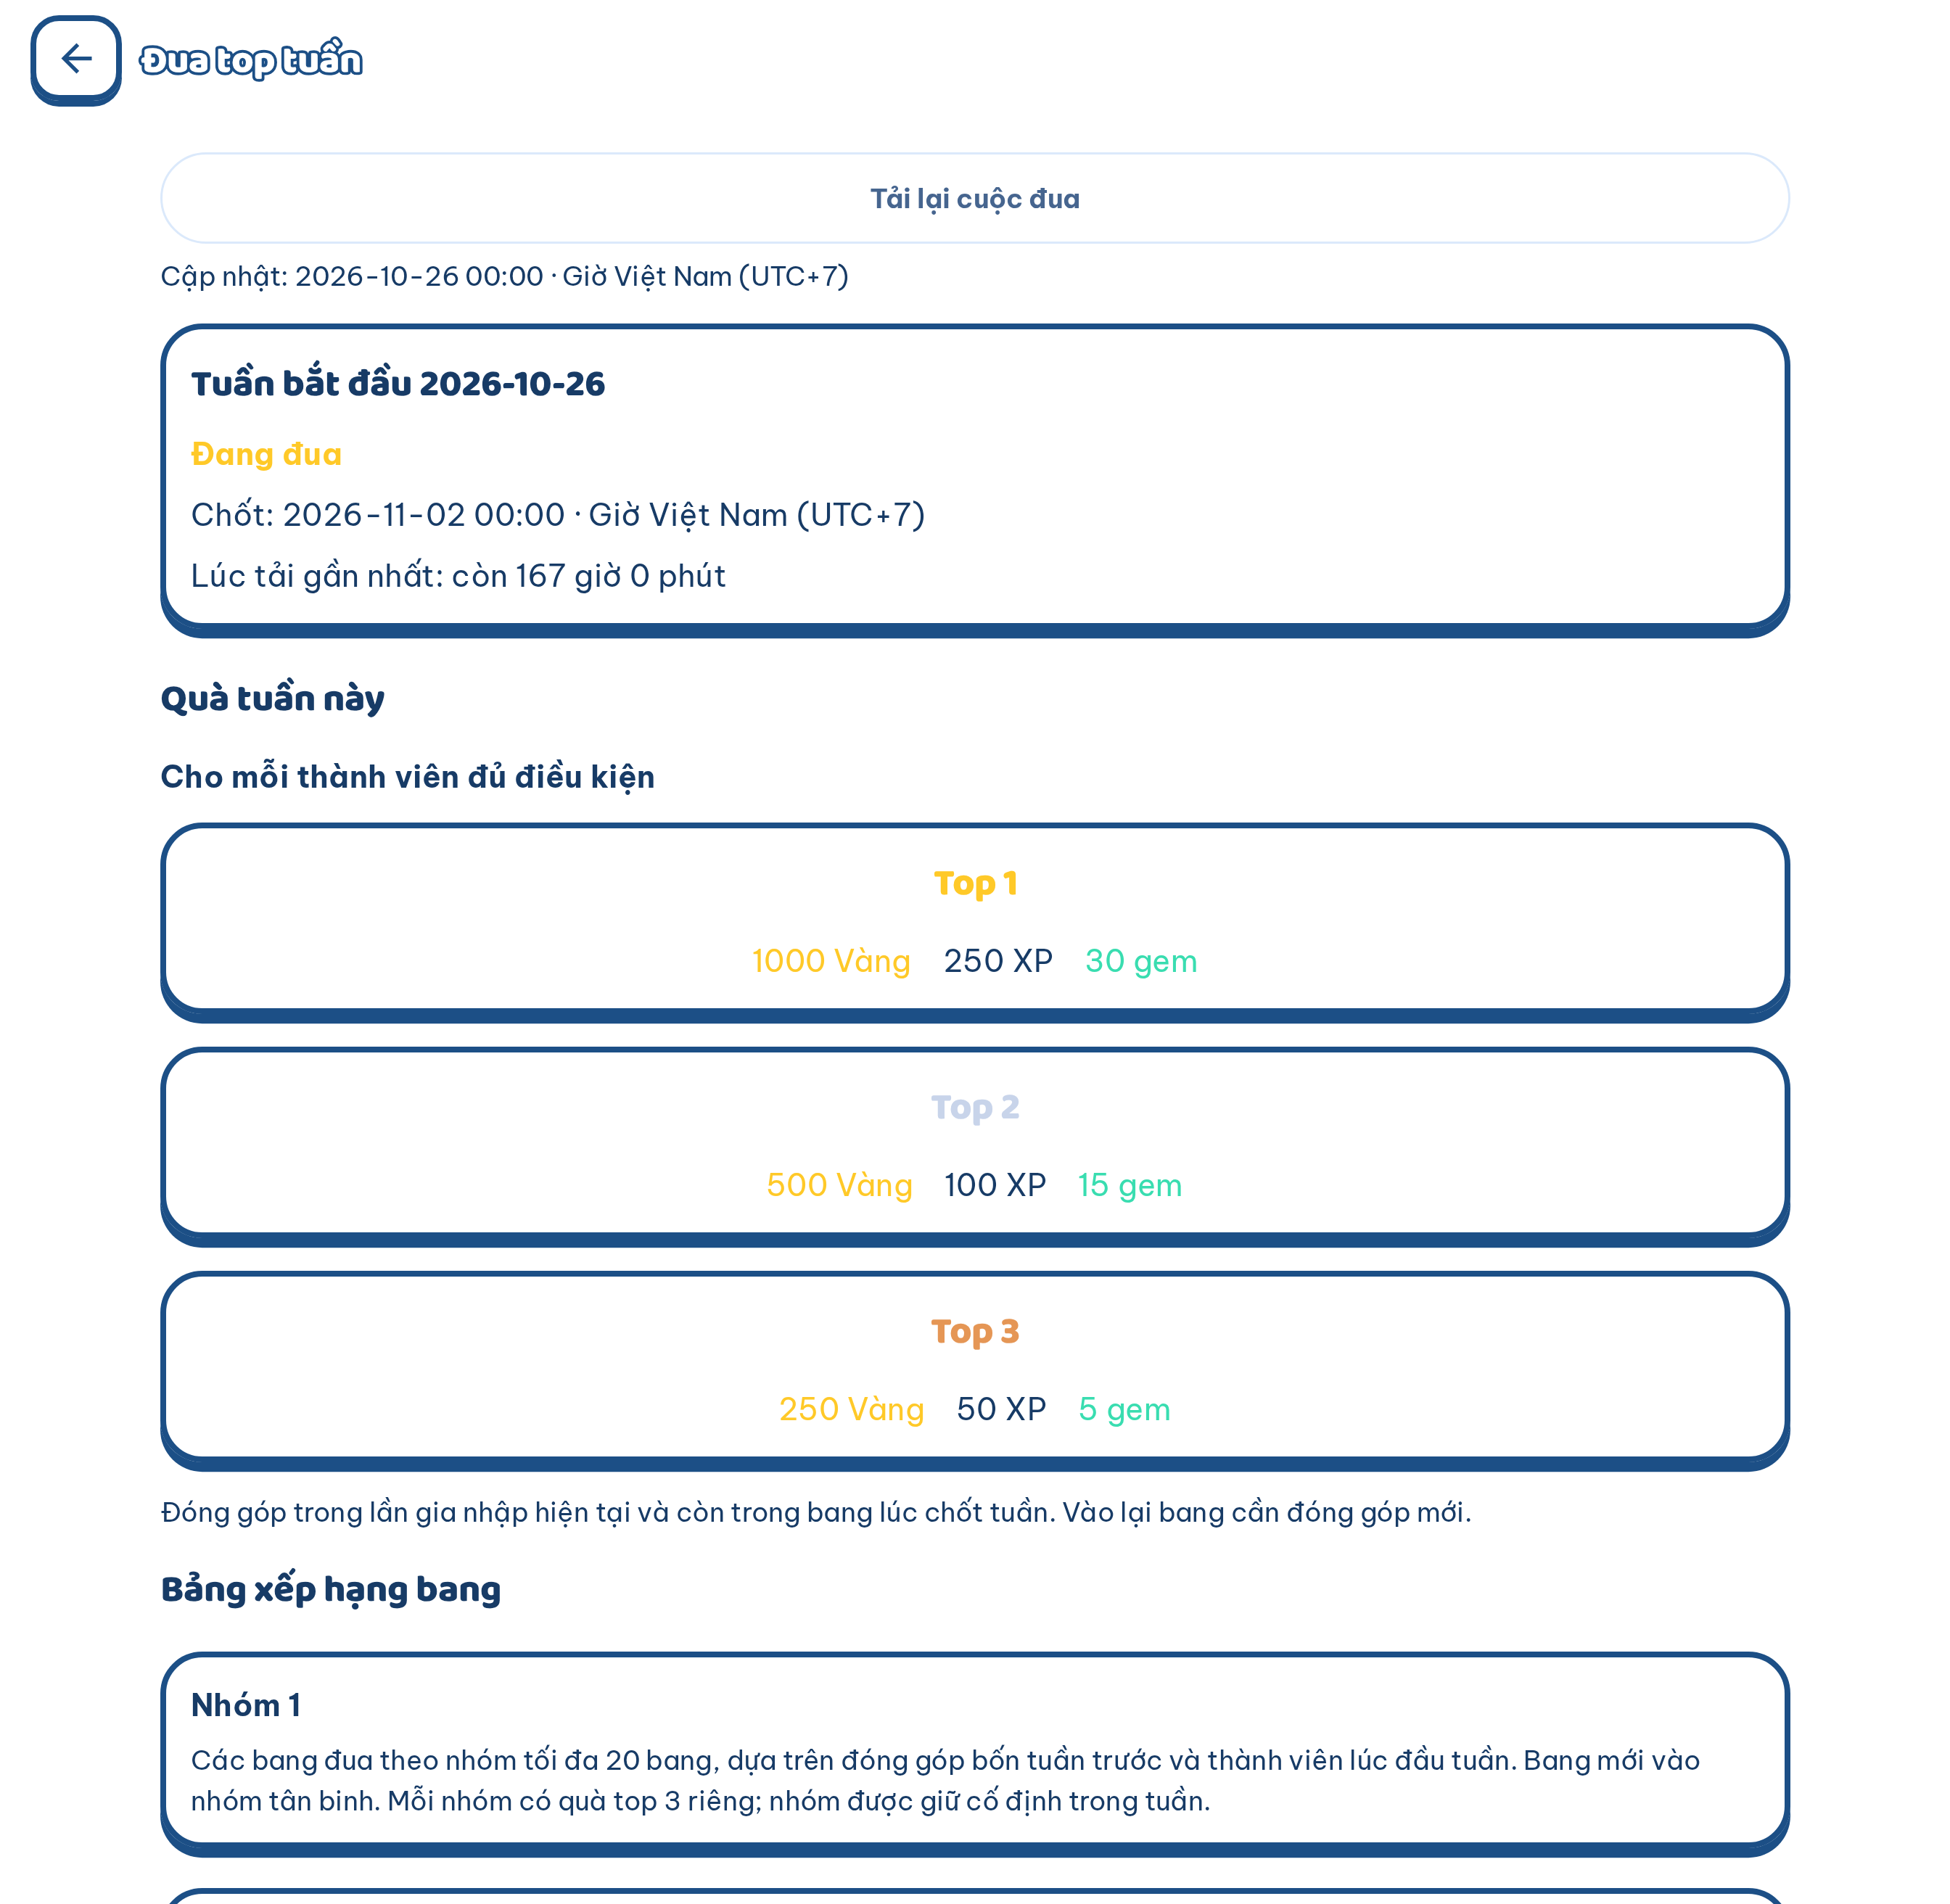 Đua top tuần
Tải lại cuộc đua
Cập nhật: 2026-10-26 00:00 · Giờ Việt Nam (UTC+7)
Tuần bắt đầu 2026-10-26
Đang đua
Chốt: 2026-11-02 00:00 · Giờ Việt Nam (UTC+7)
Lúc tải gần nhất: còn 167 giờ 0 phút
Quà tuần này
Cho mỗi thành viên đủ điều kiện
Top 1
1000 Vàng 250 XP 30 gem
Top 2
500 Vàng 100 XP 15 gem
Top 3
250 Vàng 50 XP 5 gem
Đóng góp trong lần gia nhập hiện tại và còn trong bang lúc chốt tuần. Vào lại bang cần đóng góp mới.
Bảng xếp hạng bang
Nhóm 1
Các bang đua theo nhóm tối đa 20 bang, dựa trên đóng góp bốn tuần trước và thành viên lúc đầu tuần. Bang mới vào
nhóm tân binh. Mỗi nhóm có quà top 3 riêng; nhóm được giữ cố định trong tuần.